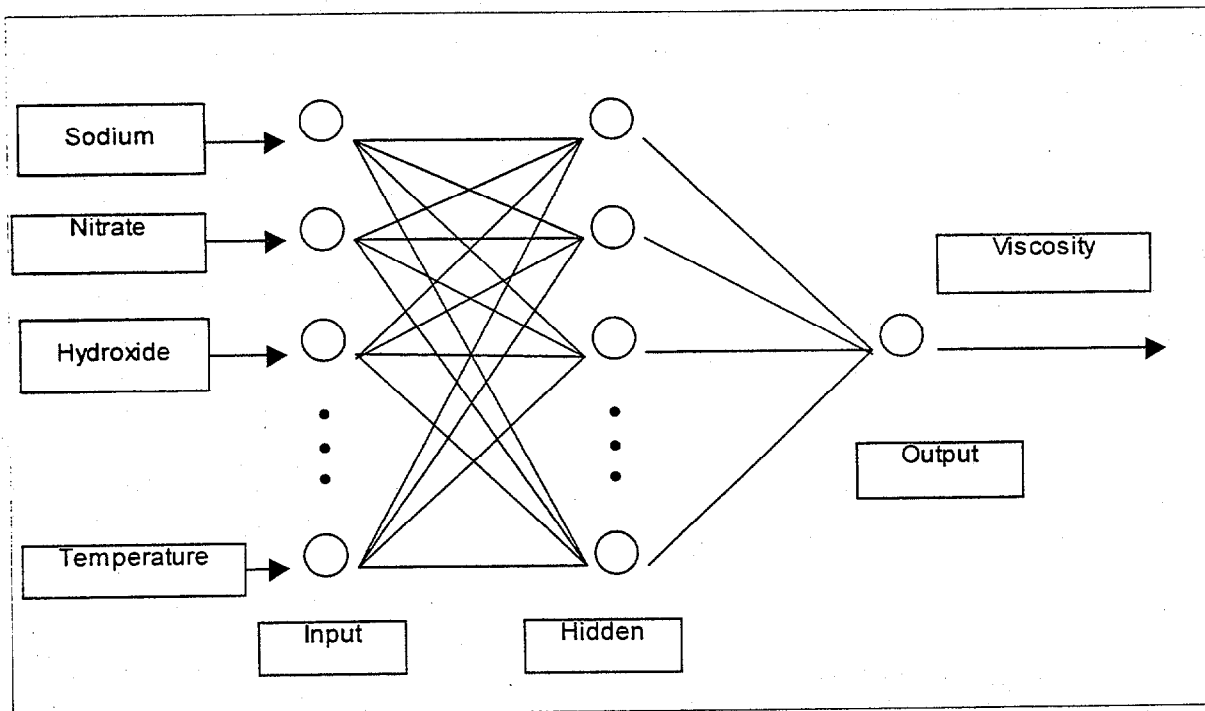 Sodium
Nitrate
Hydroxide
Temperature
Input
Hidden
Viscosity
Output